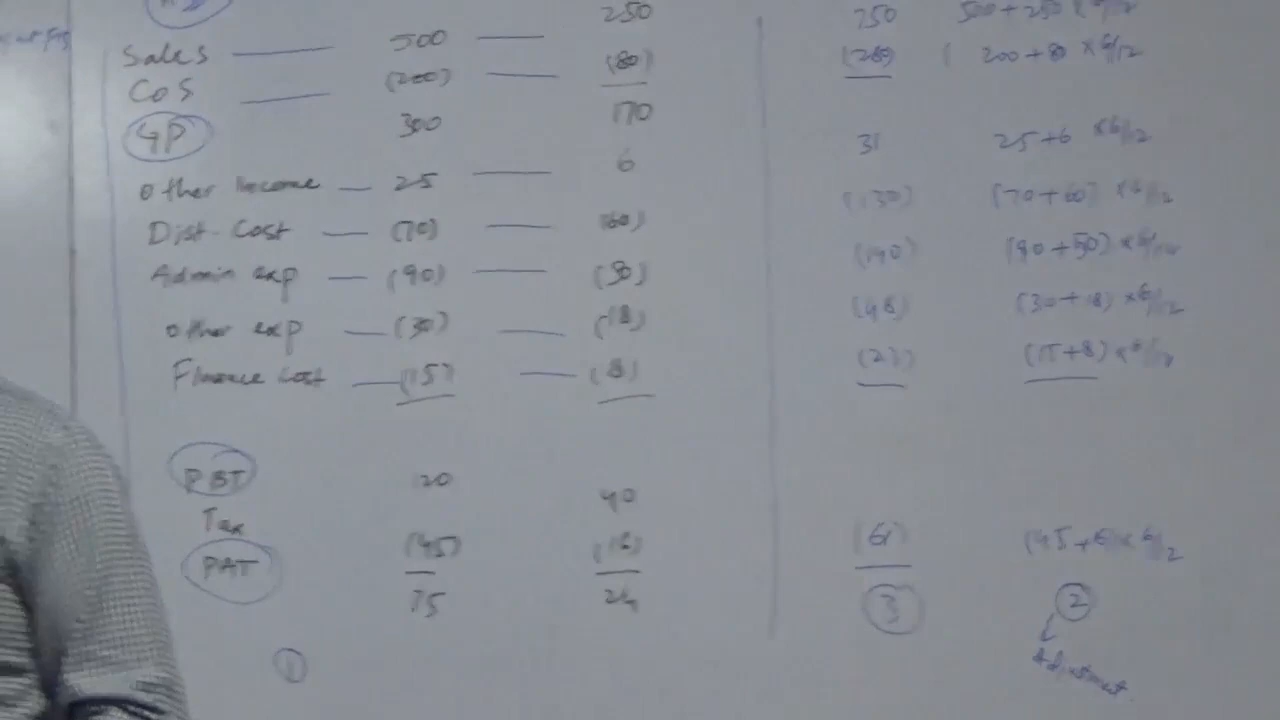 250 750 500 + 250 x 6/12
Sales 500
CoS (200) (80) (280) ( 200 + 80 x 6/12
GP 300 170
31 25 + 6 x 6/12
Other Income 25 6
Dist. Cost (70) (60) (130) (70 + 60) x 6/12
Admin exp (90) (50) (140) (90 + 50) x 6/12
Other exp (30) (18) (48) (30 + 18) x 6/12
Finance Cost (15) (8) (23) (15 + 8) x 6/12
PBT 120 40
Tax (45) (16) (61) (45 + 16) x 6/12
PAT 75 24 3 2
1 Adjustment